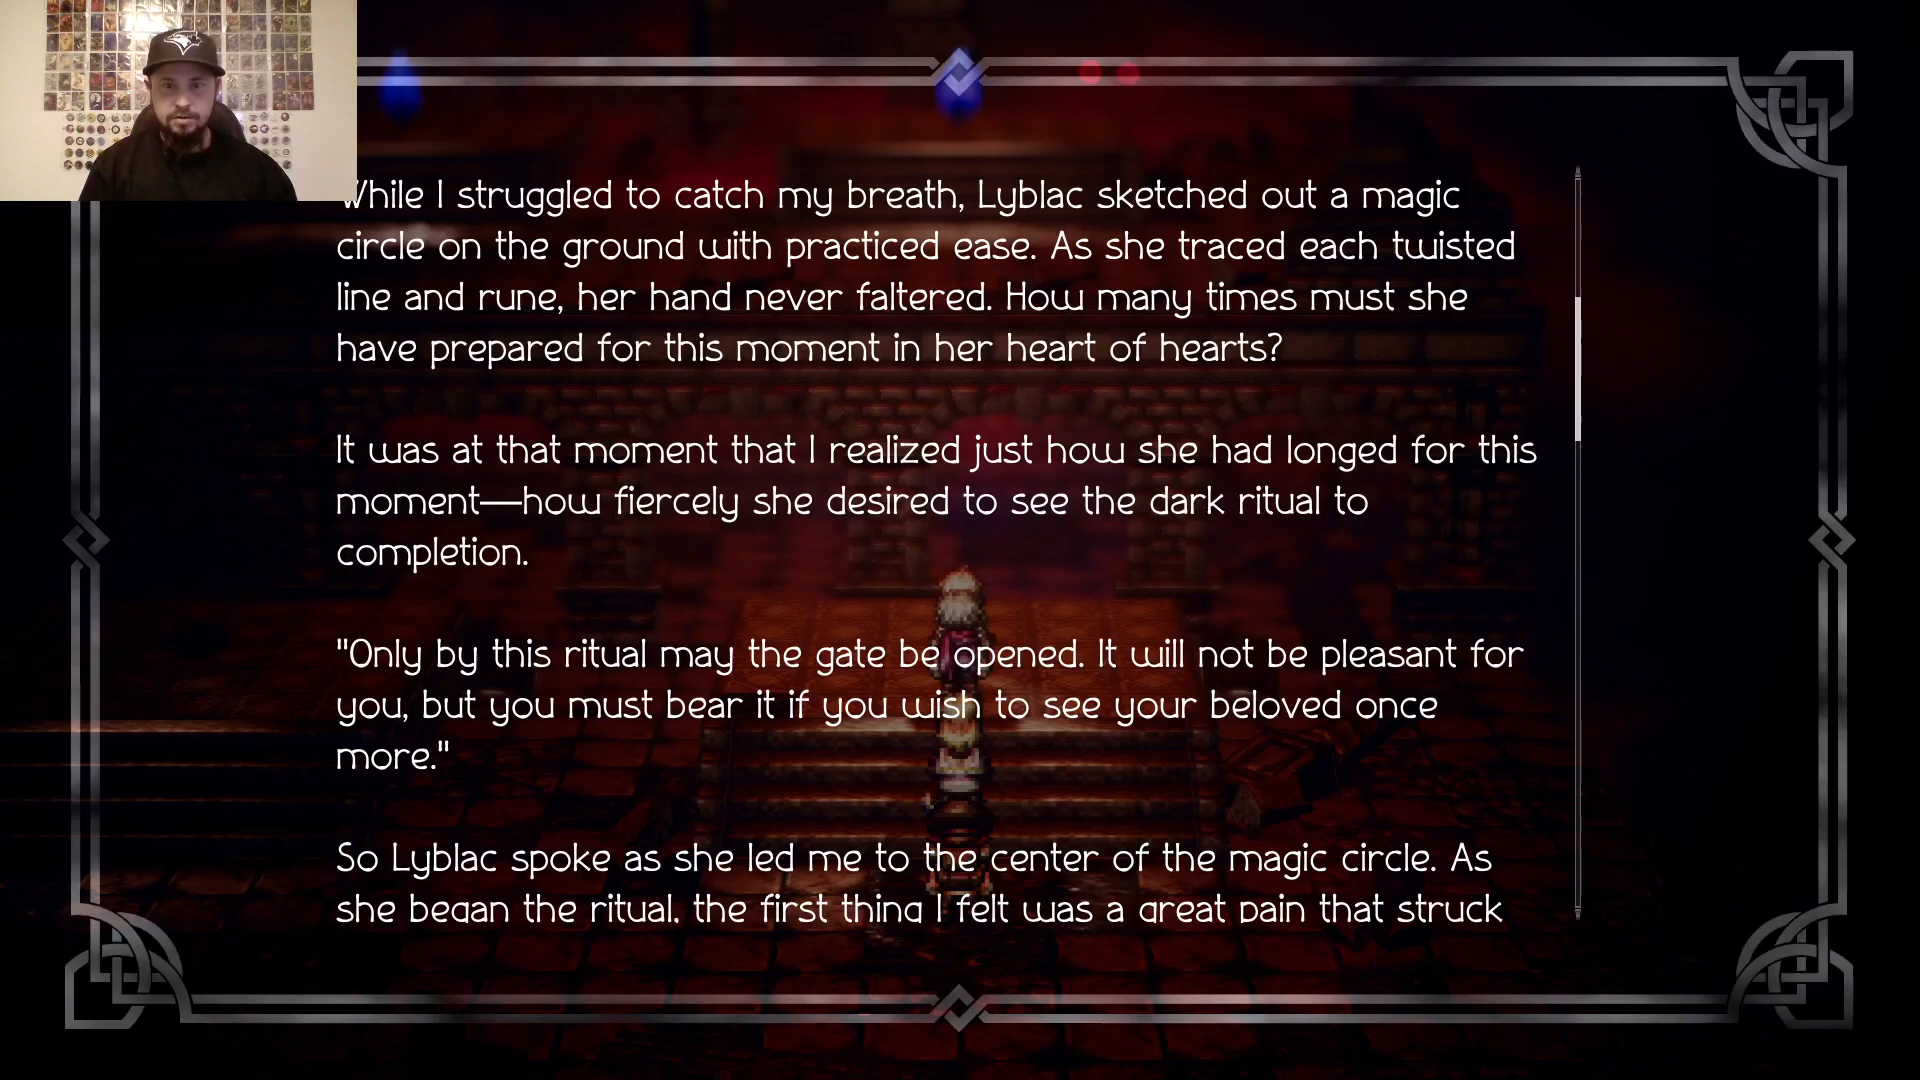 While I struggled to catch my breath, Lyblac sketched out a magic
circle on the ground with practiced ease. As she traced each twisted
line and rune, her hand never faltered. How many times must she
have prepared for this moment in her heart of hearts?
It was at that moment that I realized just how she had longed for this
moment—how fiercely she desired to see the dark ritual to
completion.
"Only by this ritual may the gate be opened. It will not be pleasant for
you, but you must bear it if you wish to see your beloved once
more."
So Lyblac spoke as she led me to the center of the magic circle. As
she began the ritual, the first thing I felt was a great pain that struck